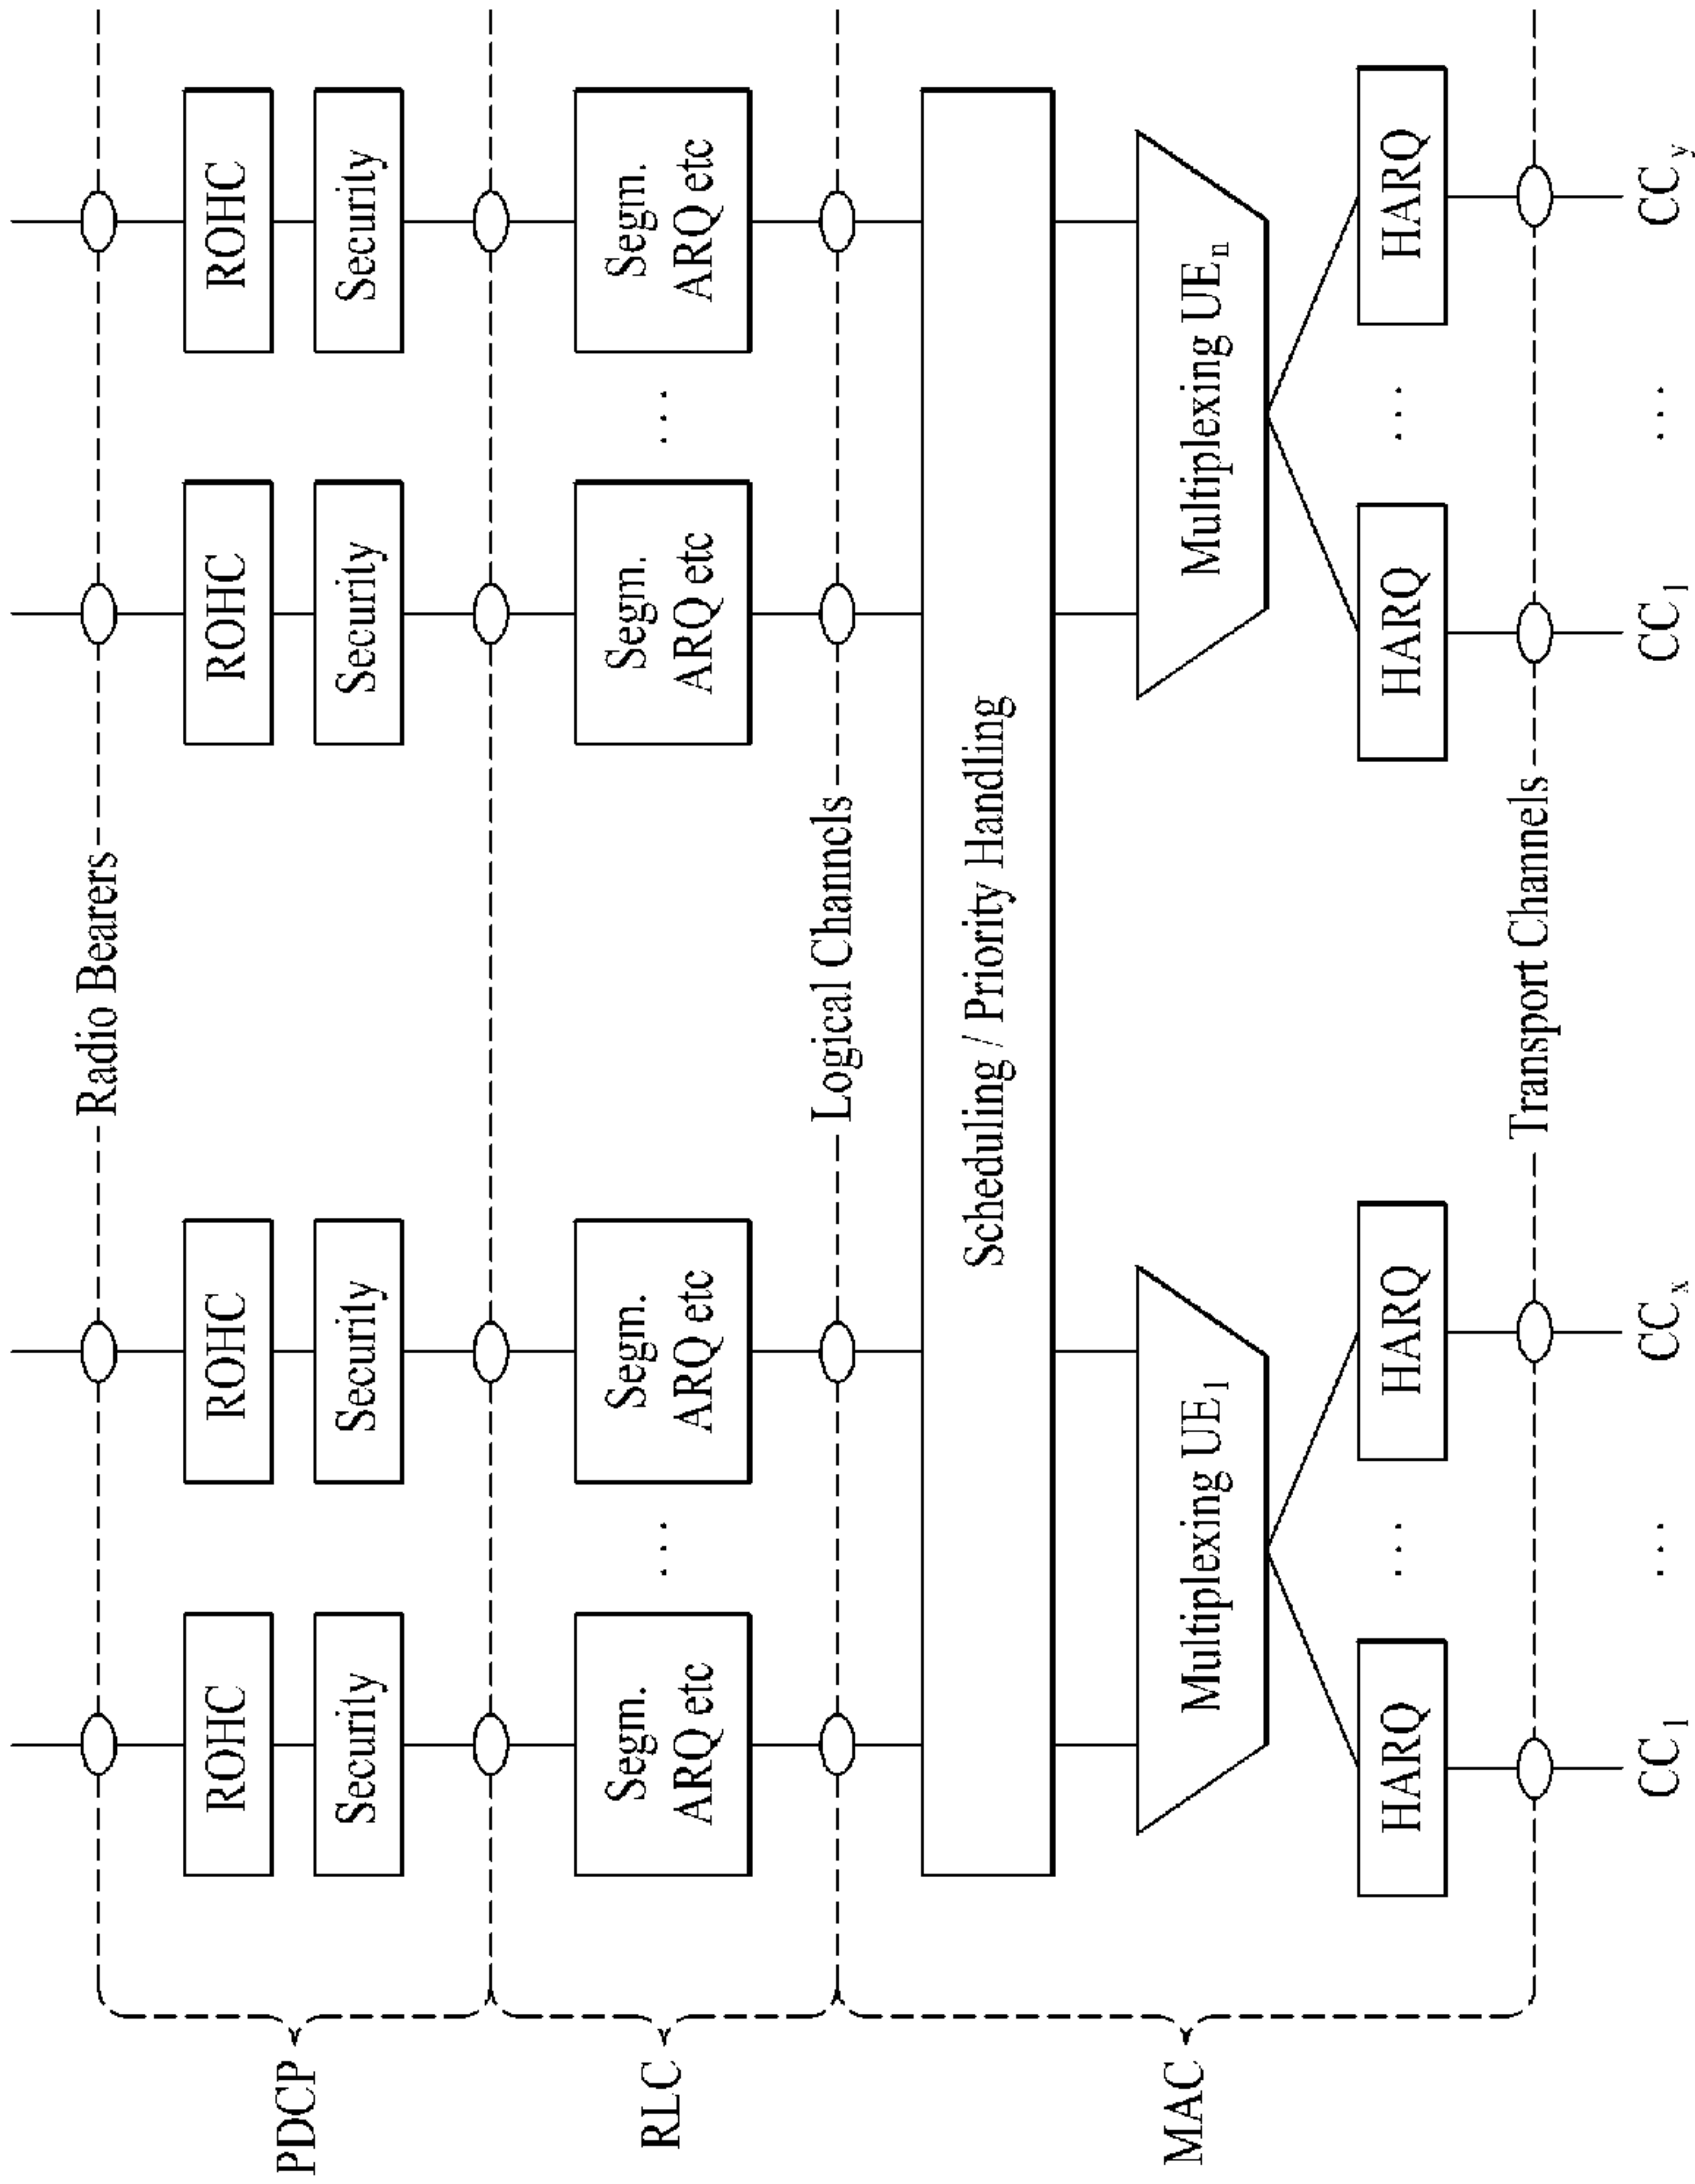 Radio Bearers
ROHC
ROHC
ROHC
ROHC
PDCP
Security
Security
Security
Security
Segm.
ARQ etc
...
Segm.
ARQ etc
Segm.
ARQ etc
...
Segm.
ARQ etc
RLC
Logical Channels
Scheduling / Priority Handling
MAC
Multiplexing UE₁
Multiplexing UEₙ
HARQ
...
HARQ
HARQ
...
HARQ
Transport Channels
CC₁
...
CCₓ
CC₁
...
CCᵧ